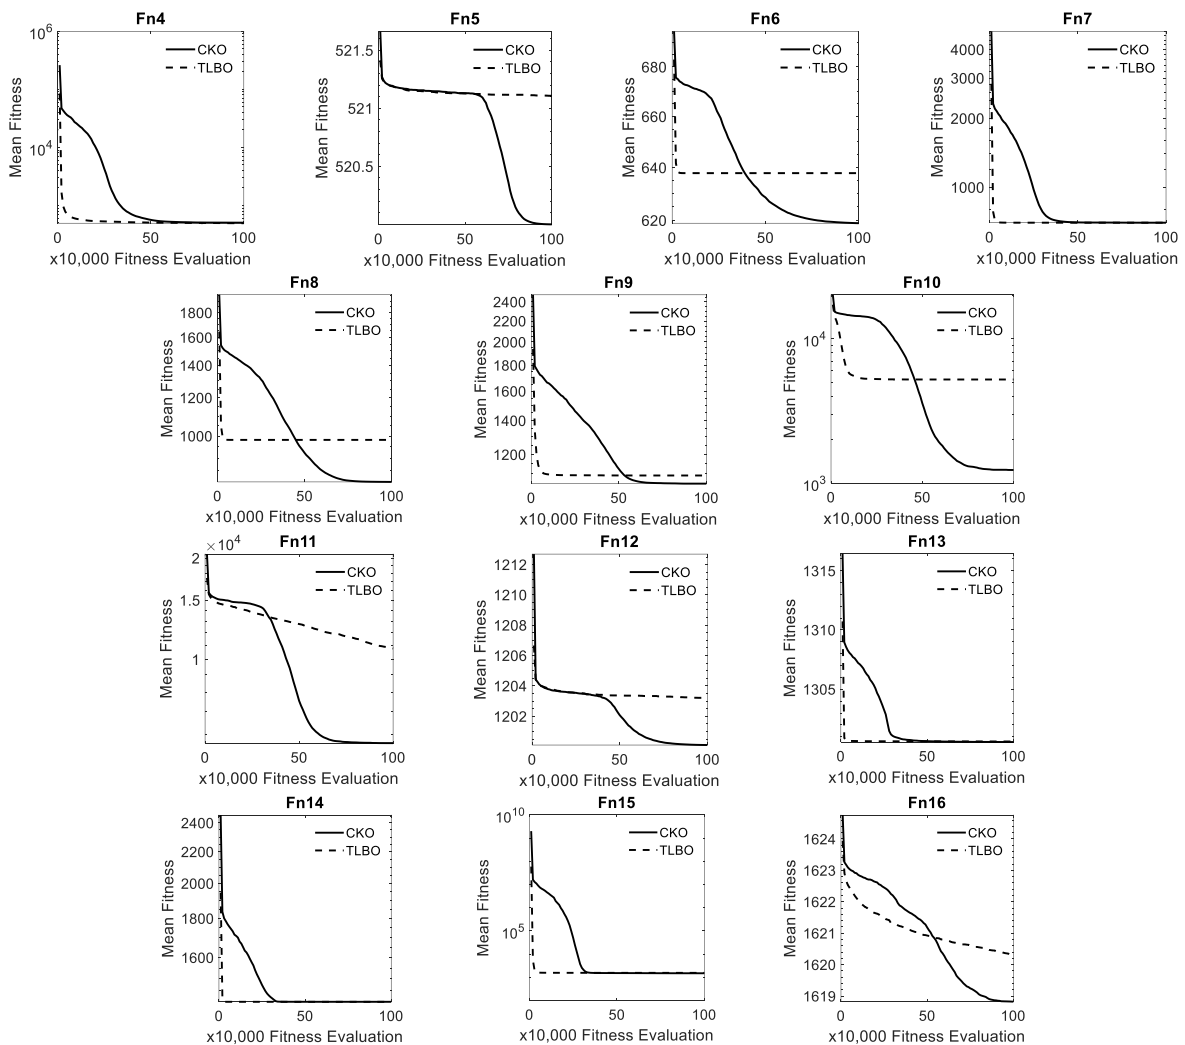 Fn4
10^6
10^4
Mean Fitness
CKO
TLBO
0 50 100
x10,000 Fitness Evaluation
Fn5
521.5
521
520.5
Mean Fitness
CKO
TLBO
0 50 100
x10,000 Fitness Evaluation
Fn6
680
660
640
620
Mean Fitness
CKO
TLBO
0 50 100
x10,000 Fitness Evaluation
Fn7
4000
3000
2000
1000
Mean Fitness
CKO
TLBO
0 50 100
x10,000 Fitness Evaluation
Fn8
1800
1600
1400
1200
1000
Mean Fitness
CKO
TLBO
0 50 100
x10,000 Fitness Evaluation
Fn9
2400
2200
2000
1800
1600
1400
1200
Mean Fitness
CKO
TLBO
0 50 100
x10,000 Fitness Evaluation
Fn10
10^4
10^3
Mean Fitness
CKO
TLBO
0 50 100
x10,000 Fitness Evaluation
Fn11
×10^4
2
1.5
1
Mean Fitness
CKO
TLBO
0 50 100
x10,000 Fitness Evaluation
Fn12
1212
1210
1208
1206
1204
1202
Mean Fitness
CKO
TLBO
0 50 100
x10,000 Fitness Evaluation
Fn13
1315
1310
1305
Mean Fitness
CKO
TLBO
0 50 100
x10,000 Fitness Evaluation
Fn14
2400
2200
2000
1800
1600
Mean Fitness
CKO
TLBO
0 50 100
x10,000 Fitness Evaluation
Fn15
10^10
10^5
Mean Fitness
CKO
TLBO
0 50 100
x10,000 Fitness Evaluation
Fn16
1624
1623
1622
1621
1620
1619
Mean Fitness
CKO
TLBO
0 50 100
x10,000 Fitness Evaluation